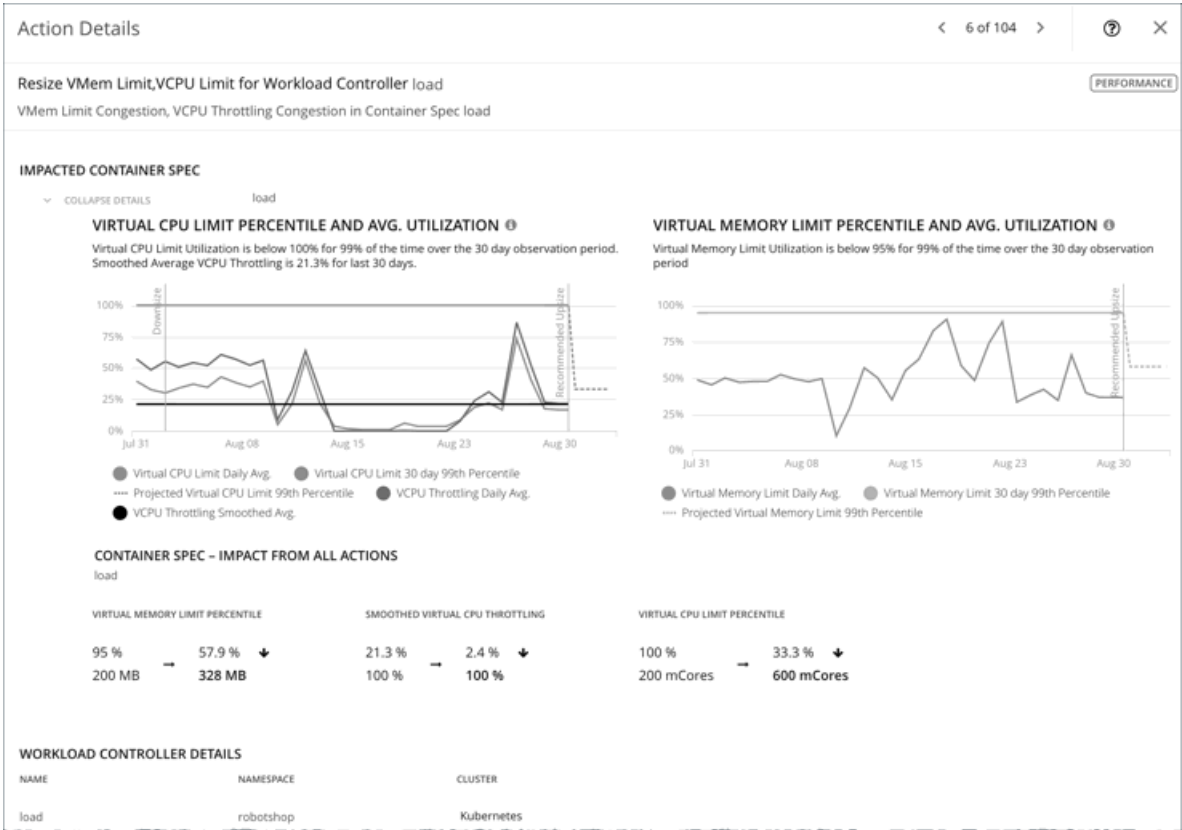 Action Details
6 of 104
Resize VMem Limit,VCPU Limit for Workload Controller load
PERFORMANCE
VMem Limit Congestion, VCPU Throttling Congestion in Container Spec load
IMPACTED CONTAINER SPEC
COLLAPSE DETAILS
load
VIRTUAL CPU LIMIT PERCENTILE AND AVG. UTILIZATION
Virtual CPU Limit Utilization is below 100% for 99% of the time over the 30 day observation period.
Smoothed Average VCPU Throttling is 21.3% for last 30 days.
100%
75%
50%
25%
0%
Downsize
Recommended Upsize
Jul 31
Aug 08
Aug 15
Aug 23
Aug 30
Virtual CPU Limit Daily Avg.
Virtual CPU Limit 30 day 99th Percentile
Projected Virtual CPU Limit 99th Percentile
VCPU Throttling Daily Avg.
VCPU Throttling Smoothed Avg.
VIRTUAL MEMORY LIMIT PERCENTILE AND AVG. UTILIZATION
Virtual Memory Limit Utilization is below 95% for 99% of the time over the 30 day observation
period
100%
75%
50%
25%
0%
Recommended Upsize
Jul 31
Aug 08
Aug 15
Aug 23
Aug 30
Virtual Memory Limit Daily Avg.
Virtual Memory Limit 30 day 99th Percentile
Projected Virtual Memory Limit 99th Percentile
CONTAINER SPEC – IMPACT FROM ALL ACTIONS
load
VIRTUAL MEMORY LIMIT PERCENTILE
95 %
57.9 %
200 MB
328 MB
SMOOTHED VIRTUAL CPU THROTTLING
21.3 %
2.4 %
100 %
100 %
VIRTUAL CPU LIMIT PERCENTILE
100 %
33.3 %
200 mCores
600 mCores
WORKLOAD CONTROLLER DETAILS
NAME
NAMESPACE
CLUSTER
load
robotshop
Kubernetes